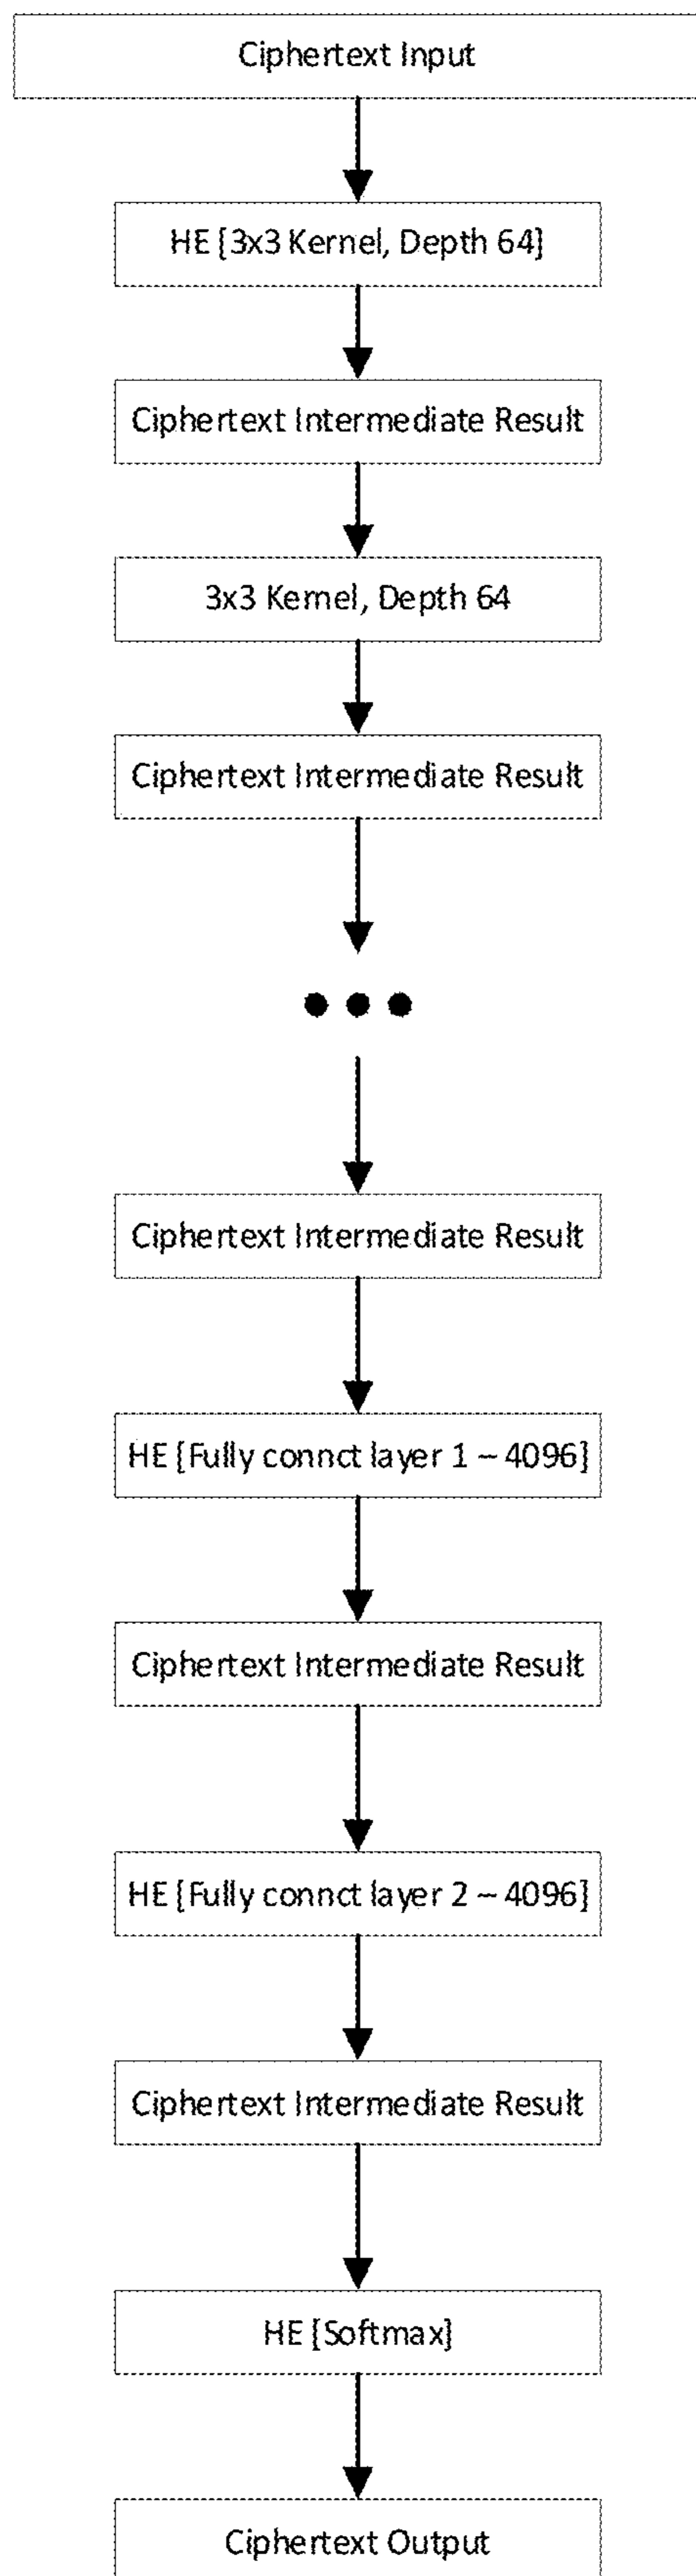 Ciphertext Input
HE [3x3 Kernel, Depth 64]
Ciphertext Intermediate Result
3x3 Kernel, Depth 64
Ciphertext Intermediate Result
Ciphertext Intermediate Result
HE [Fully connct layer 1 – 4096]
Ciphertext Intermediate Result
HE [Fully connct layer 2 – 4096]
Ciphertext Intermediate Result
HE [Softmax]
Ciphertext Output